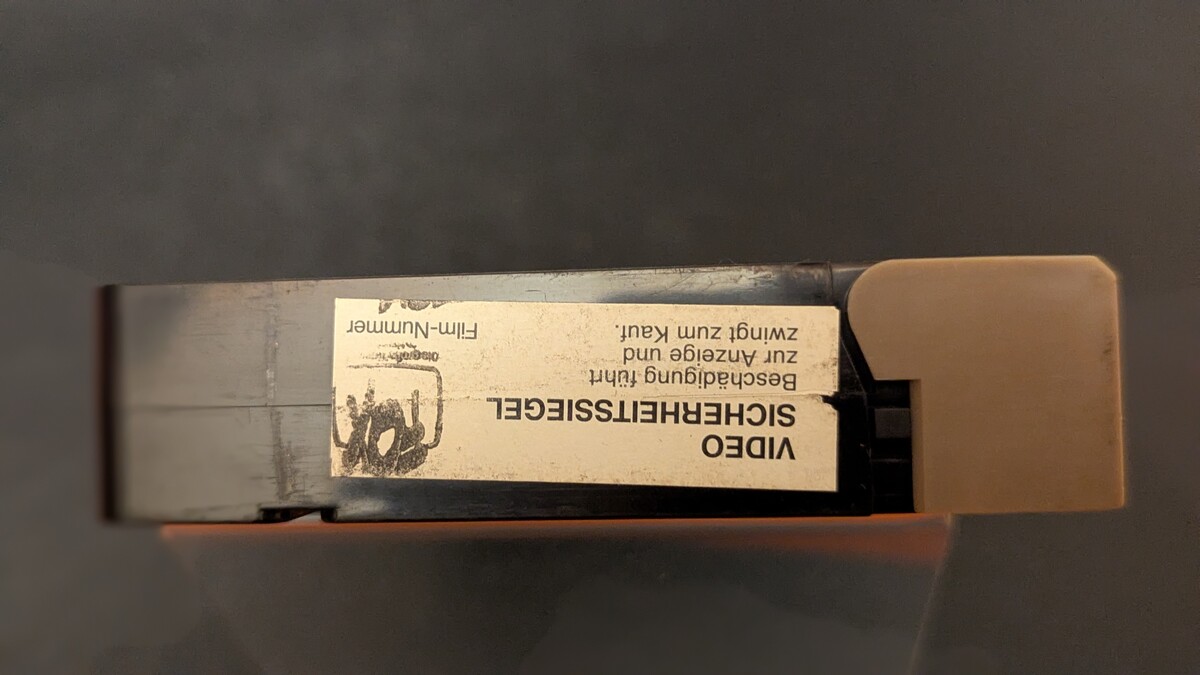 VIDEO
SICHERHEITSSIEGEL
Beschädigung führt
zur Anzeige und
zwingt zum Kauf.
Film-Nummer